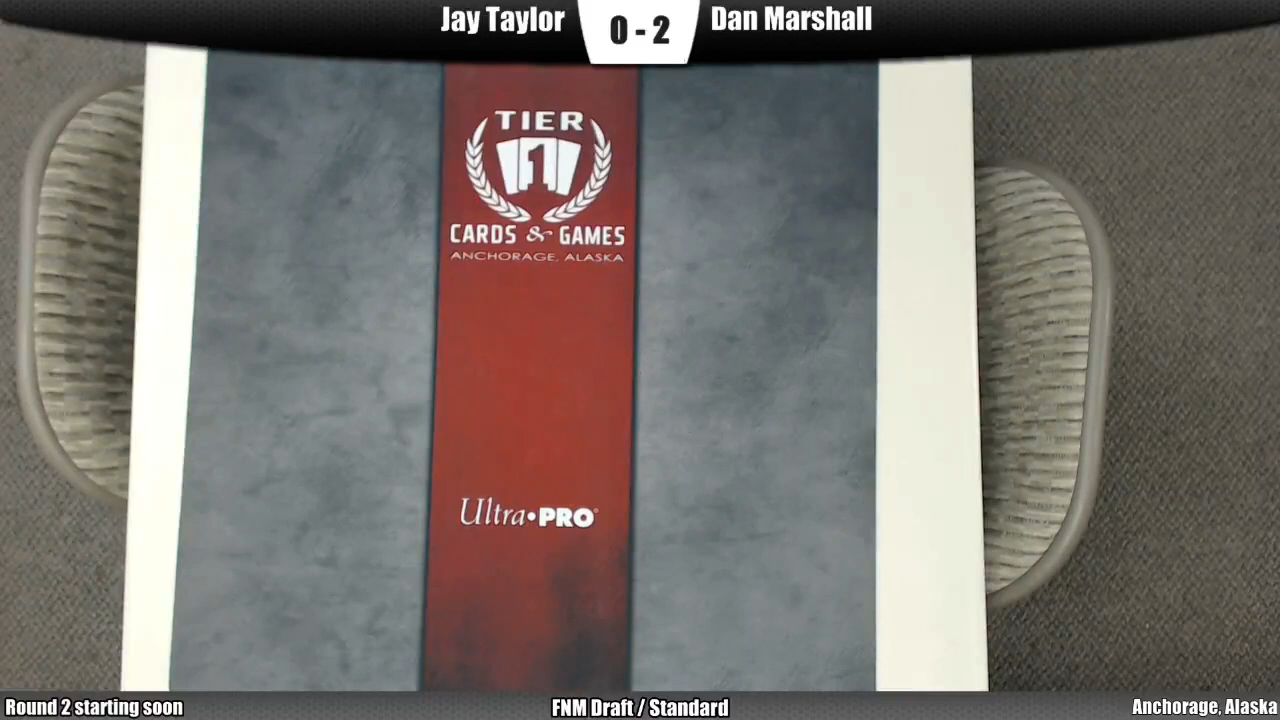 Jay Taylor
0 - 2
Dan Marshall
TIER
1
CARDS & GAMES
ANCHORAGE, ALASKA
Ultra•PRO
Round 2 starting soon
FNM Draft / Standard
Anchorage, Alaska